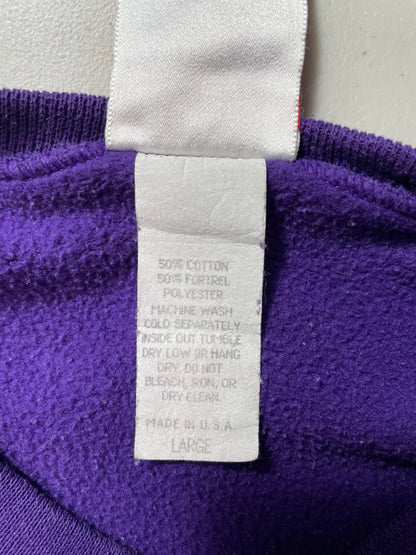 50% COTTON
50% FORTREL
POLYESTER
MACHINE WASH
COLD SEPARATELY
INSIDE OUT. TUMBLE
DRY LOW OR HANG
DRY. DO NOT
BLEACH, IRON, OR
DRY CLEAN.
MADE IN U.S.A.
LARGE